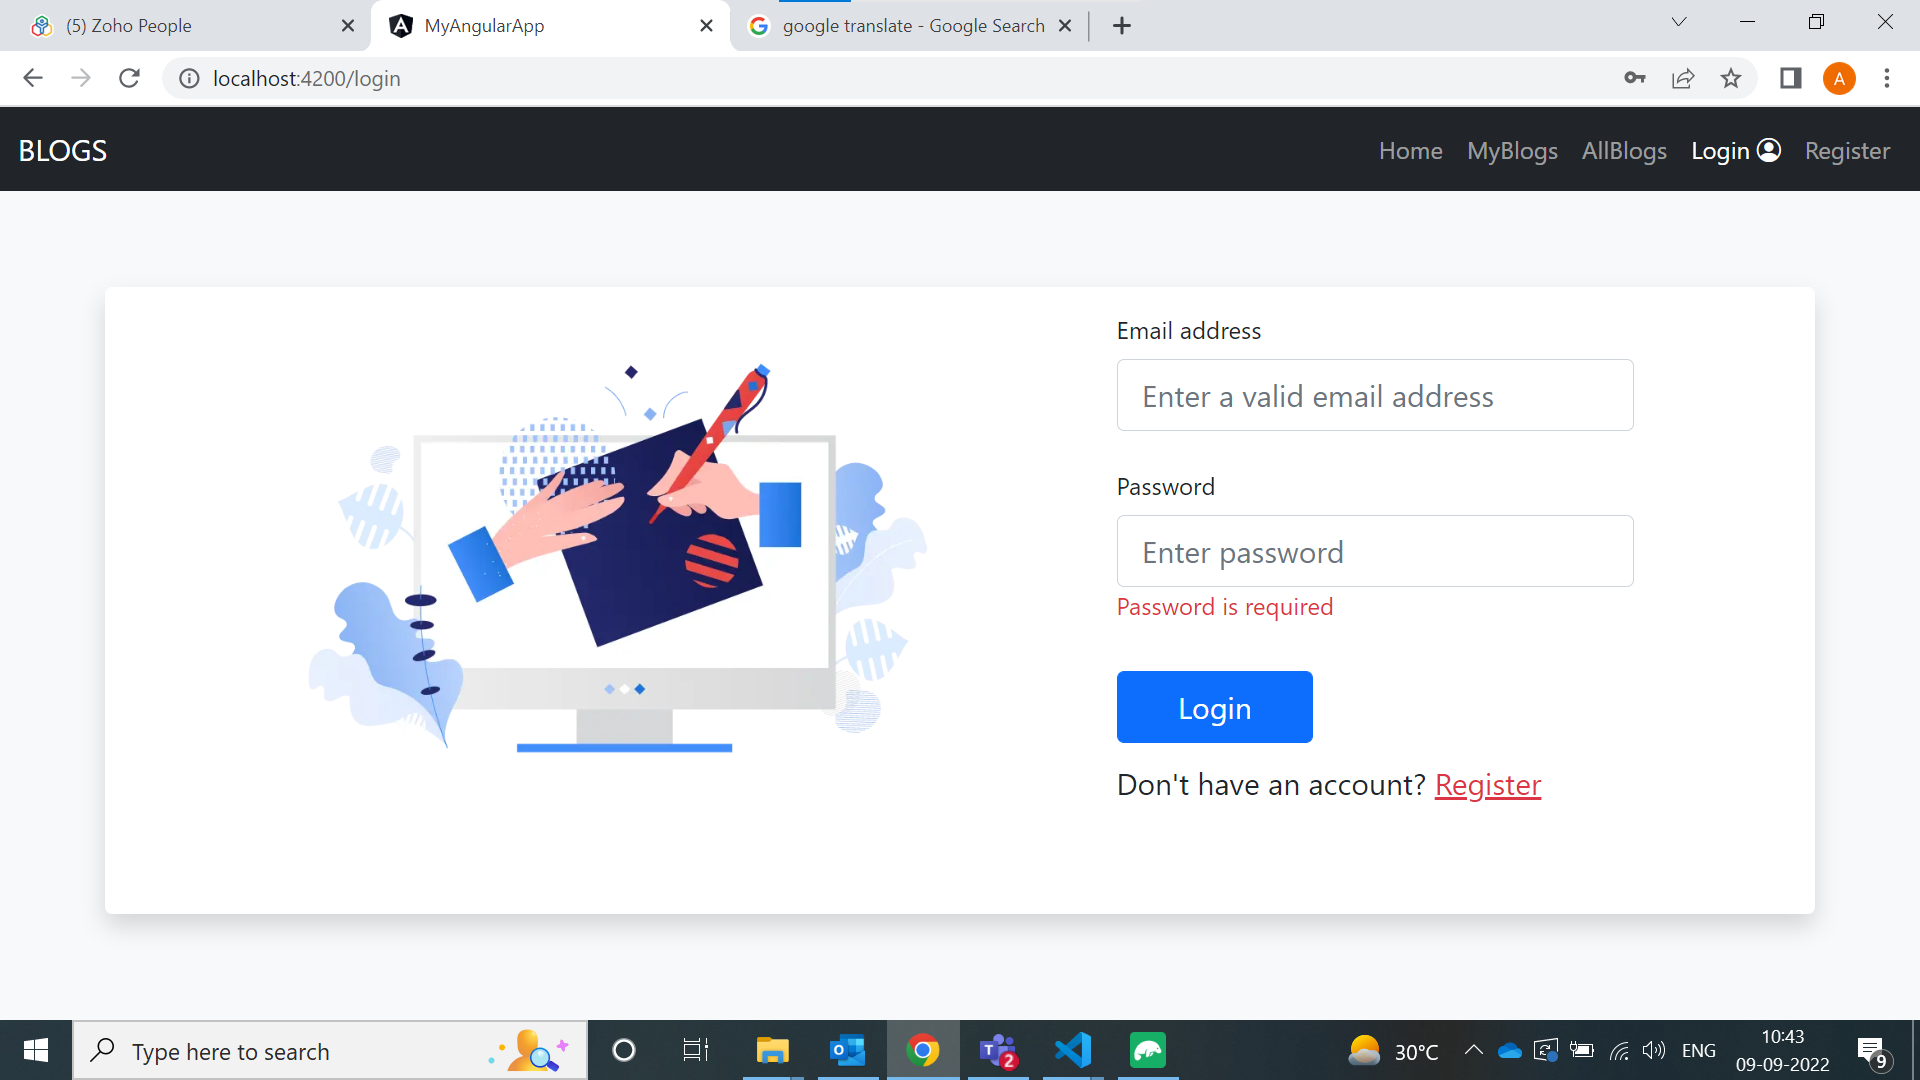 (5) Zoho People
MyAngularApp
google translate - Google Search
localhost:4200/login
A
BLOGS
Home
MyBlogs
AllBlogs
Login
Register
Email address
Enter a valid email address
Password
Enter password
Password is required
Login
Don't have an account? Register
Type here to search
2
30°C
ENG
10:43
09-09-2022
9